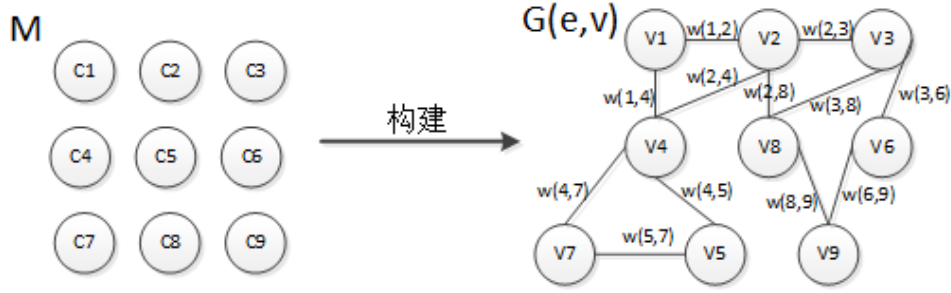 M
G(e,v)
C1 C2 C3
C4 C5 C6
C7 C8 C9
构建
V1 w(1,2) V2 w(2,3) V3
w(1,4) w(2,4) w(2,8) w(3,8) w(3,6)
V4 V8 V6
w(4,7) w(4,5) w(8,9) w(6,9)
V7 w(5,7) V5 V9